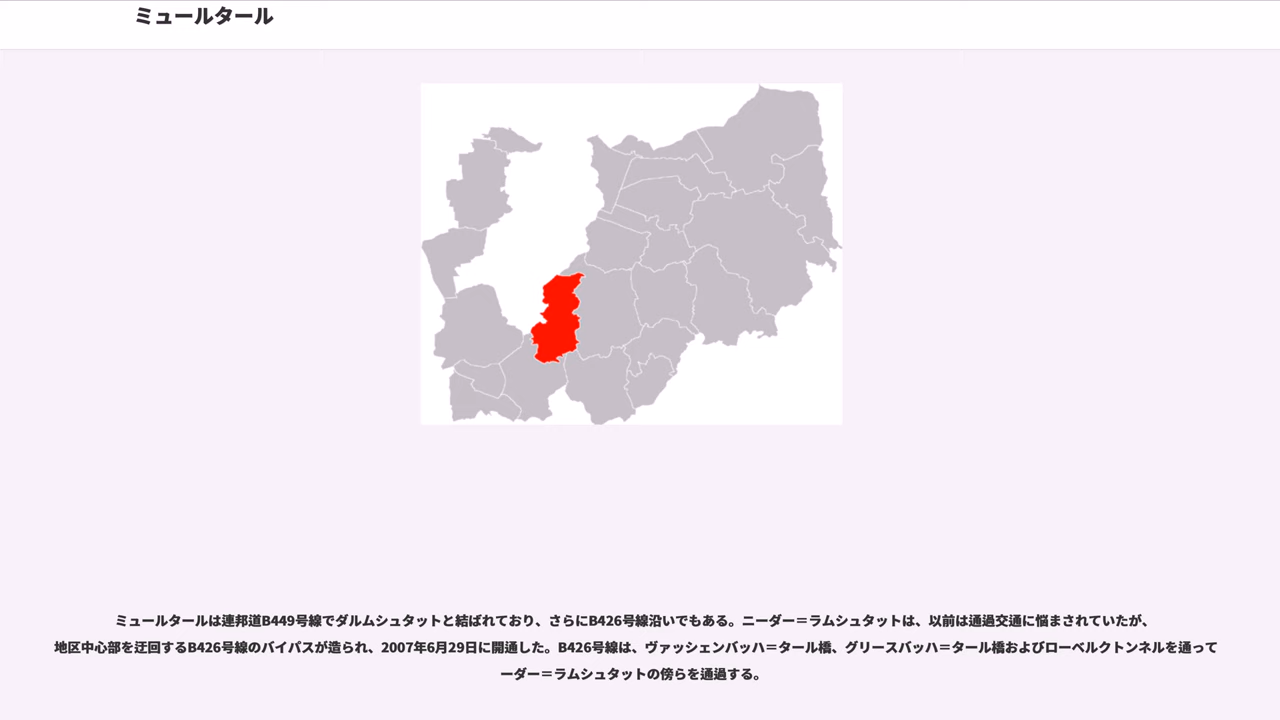 ミュールタール
ミュールタールは連邦道B449号線でダルムシュタットと結ばれており、さらにB426号線沿いでもある。ニーダー＝ラムシュタットは、以前は通過交通に悩まされていたが、
地区中心部を迂回するB426号線のバイパスが造られ、2007年6月29日に開通した。B426号線は、ヴァッシェンバッハ＝タール橋、グリースバッハ＝タール橋およびローベルクトンネルを通って
ーダー＝ラムシュタットの傍らを通過する。